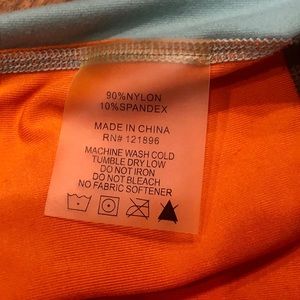 90%NYLON
10%SPANDEX
MADE IN CHINA
RN# 121896
MACHINE WASH COLD
TUMBLE DRY LOW
DO NOT IRON
DO NOT BLEACH
NO FABRIC SOFTENER